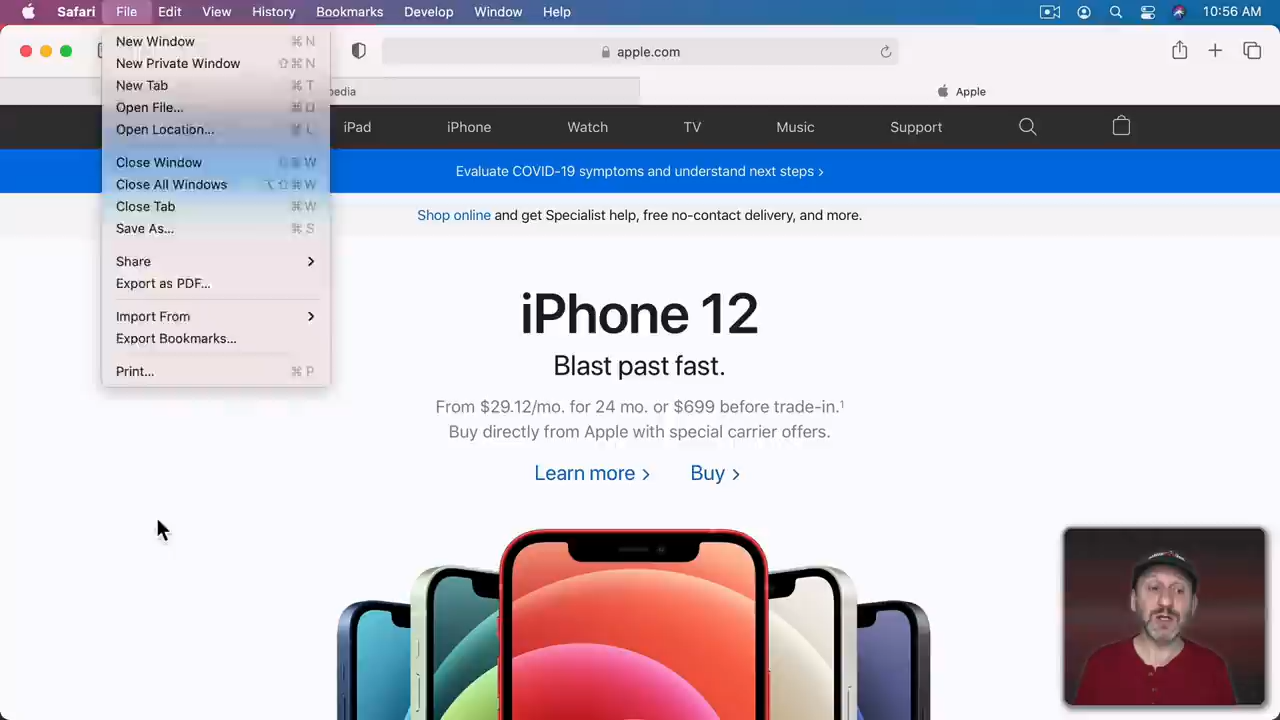 Safari File Edit View History Bookmarks Develop Window Help 10:56 AM
apple.com
pedia
Apple
New Window ⌘ N
New Private Window ⇧⌘ N
New Tab ⌘ T
Open File...
Open Location... ⌘ L
Close Window ⇧⌘ W
Close All Windows ⌥⇧⌘ W
Close Tab ⌘ W
Save As... ⌘ S
Share
Export as PDF...
Import From
Export Bookmarks...
Print... ⌘ P
iPad iPhone Watch TV Music Support
Evaluate COVID-19 symptoms and understand next steps >
Shop online and get Specialist help, free no-contact delivery, and more.
iPhone 12
Blast past fast.
From $29.12/mo. for 24 mo. or $699 before trade-in.¹
Buy directly from Apple with special carrier offers.
Learn more > Buy >